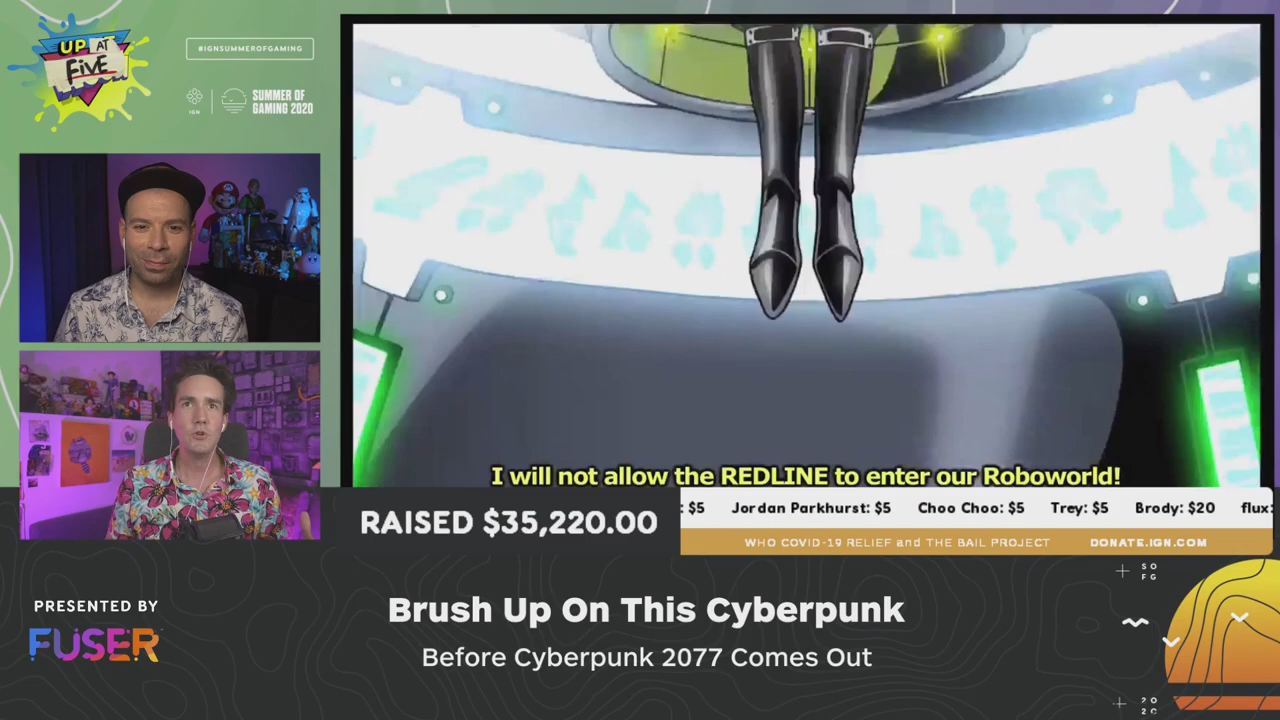 UP AT
FiVE
#IGNSUMMEROFGAMING
IGN
SUMMER OF
GAMING 2020
I will not allow the REDLINE to enter our Roboworld!
RAISED $35,220.00
: $5 Jordan Parkhurst: $5 Choo Choo: $5 Trey: $5 Brody: $20 flux:
WHO COVID-19 RELIEF and THE BAIL PROJECT DONATE.IGN.COM
PRESENTED BY
FUSER
Brush Up On This Cyberpunk
Before Cyberpunk 2077 Comes Out
SO
FG
20
20